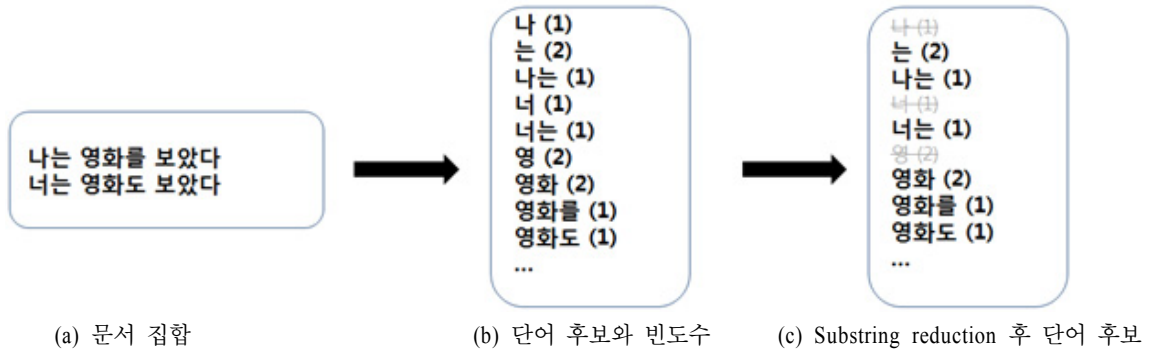 나는 영화를 보았다
너는 영화도 보았다
나 (1)
는 (2)
나는 (1)
너 (1)
너는 (1)
영 (2)
영화 (2)
영화를 (1)
영화도 (1)
...
나 (1)
는 (2)
나는 (1)
너 (1)
너는 (1)
영 (2)
영화 (2)
영화를 (1)
영화도 (1)
...
(a) 문서 집합
(b) 단어 후보와 빈도수
(c) Substring reduction 후 단어 후보